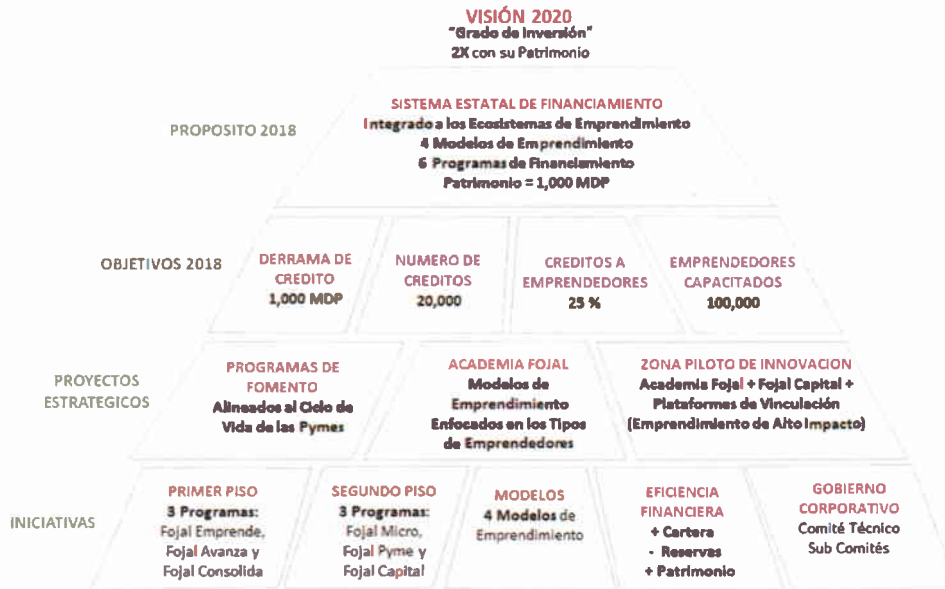 VISIÓN 2020
"Grado de Inversión"
2X con su Patrimonio
PROPOSITO 2018
SISTEMA ESTATAL DE FINANCIAMIENTO
Integrado a los Ecosistemas de Emprendimiento
4 Modelos de Emprendimiento
6 Programas de Financiamiento
Patrimonio = 1,000 MDP
OBJETIVOS 2018
DERRAMA DE
CREDITO
1,000 MDP
NUMERO DE
CREDITOS
20,000
CREDITOS A
EMPRENDEDORES
25 %
EMPRENDEDORES
CAPACITADOS
100,000
PROYECTOS
ESTRATEGICOS
PROGRAMAS DE
FOMENTO
Alineados al Ciclo de
Vida de las Pymes
ACADEMIA FOJAL
Modelos de
Emprendimiento
Enfocados en los Tipos
de Emprendedores
ZONA PILOTO DE INNOVACION
Academia Fojal + Fojal Capital +
Plataformes de Vinculación
(Emprendimiento de Alto Impacto)
INICIATIVAS
PRIMER PISO
3 Programas:
Fojal Emprende,
Fojal Avanza y
Fojal Consolida
SEGUNDO PISO
3 Programas:
Fojal Micro,
Fojal Pyme y
Fojal Capital
MODELOS
4 Modelos de
Emprendimiento
EFICIENCIA
FINANCIERA
+ Cartera
- Reservas
+ Patrimonio
GOBIERNO
CORPORATIVO
Comité Técnico
Sub Comités